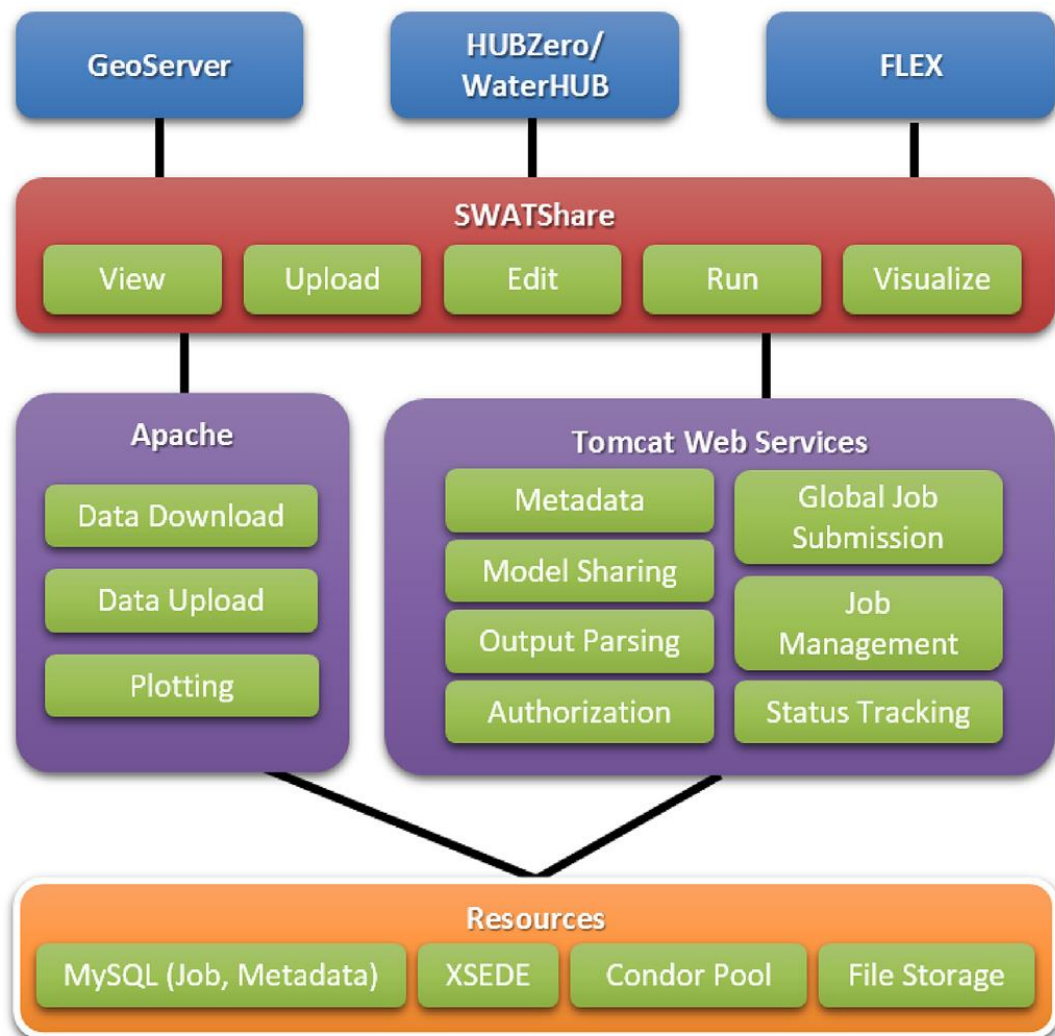 GeoServer
HUBZero/
WaterHUB
FLEX
SWATShare
View
Upload
Edit
Run
Visualize
Apache
Data Download
Data Upload
Plotting
Tomcat Web Services
Metadata
Model Sharing
Output Parsing
Authorization
Global Job
Submission
Job
Management
Status Tracking
Resources
MySQL (Job, Metadata)
XSEDE
Condor Pool
File Storage